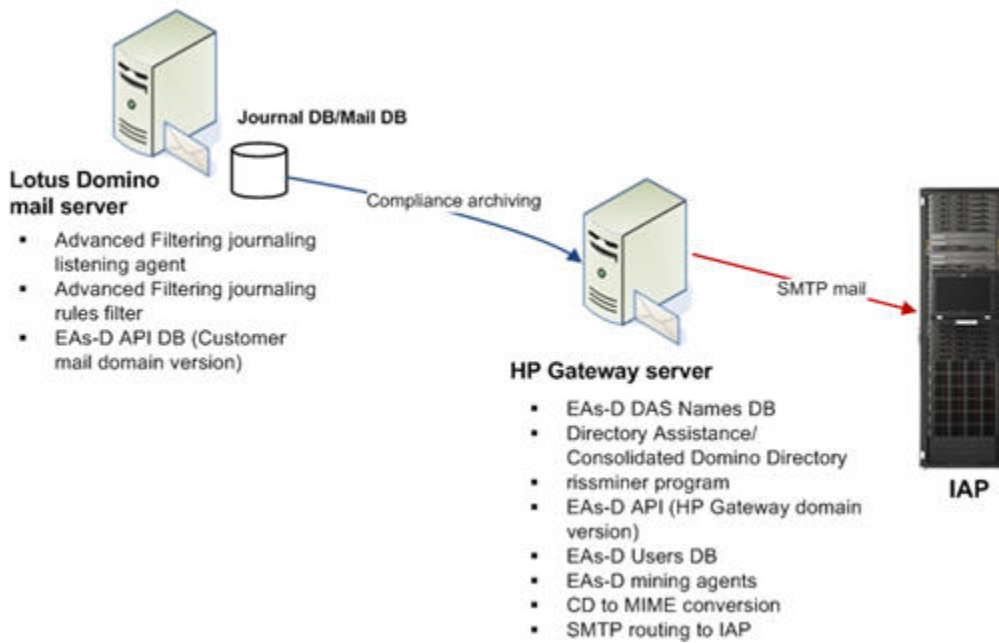 Journal DB/Mail DB
Lotus Domino
mail server
▪ Advanced Filtering journaling
listening agent
▪ Advanced Filtering journaling
rules filter
▪ EAs-D API DB (Customer
mail domain version)
Compliance archiving
SMTP mail
HP Gateway server
▪ EAs-D DAS Names DB
▪ Directory Assistance/
Consolidated Domino Directory
▪ rissminer program
▪ EAs-D API (HP Gateway domain
version)
▪ EAs-D Users DB
▪ EAs-D mining agents
▪ CD to MIME conversion
▪ SMTP routing to IAP
IAP